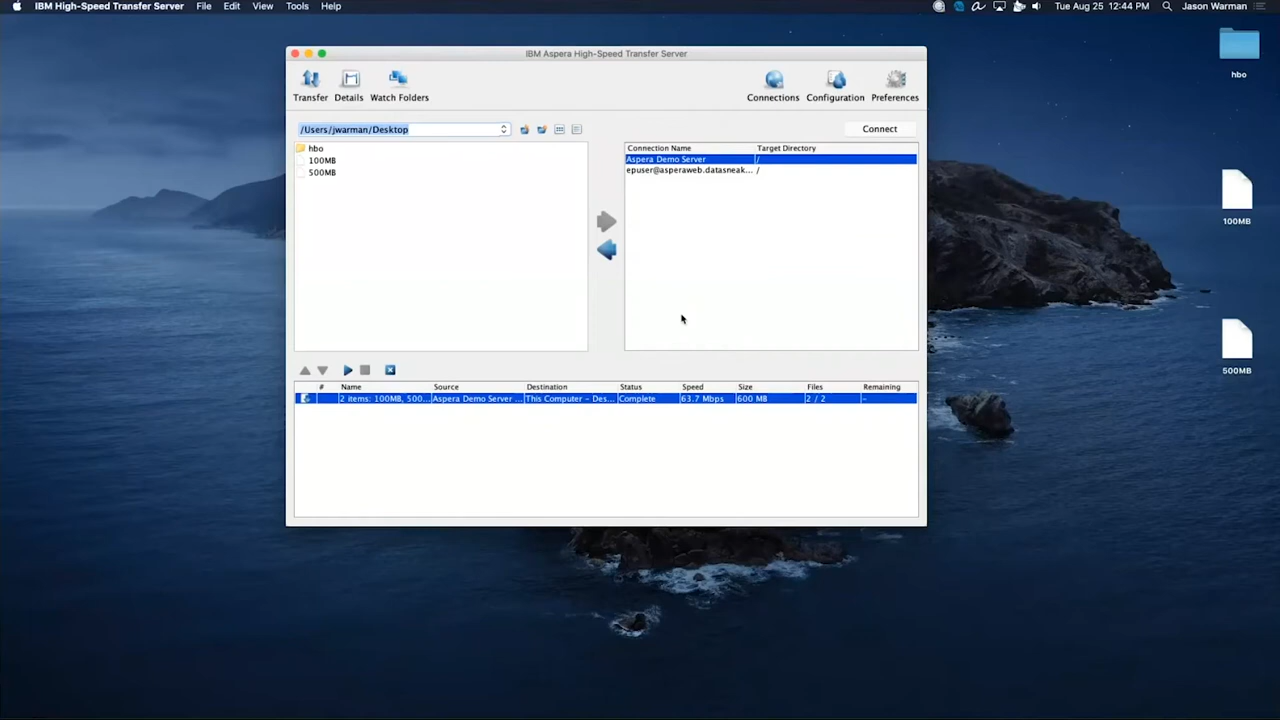 IBM High-Speed Transfer Server File Edit View Tools Help Tue Aug 25 12:44 PM Jason Warman
IBM Aspera High-Speed Transfer Server
Transfer Details Watch Folders Connections Configuration Preferences
/Users/jwarman/Desktop
Connect
hbo
100MB
500MB
Connection Name Target Directory
Aspera Demo Server /
epuser@asperaweb.datasneak... /
# Name Source Destination Status Speed Size Files Remaining
2 items: 100MB, 500... Aspera Demo Server ... This Computer - Des... Complete 63.7 Mbps 600 MB 2 / 2 -
hbo
100MB
500MB